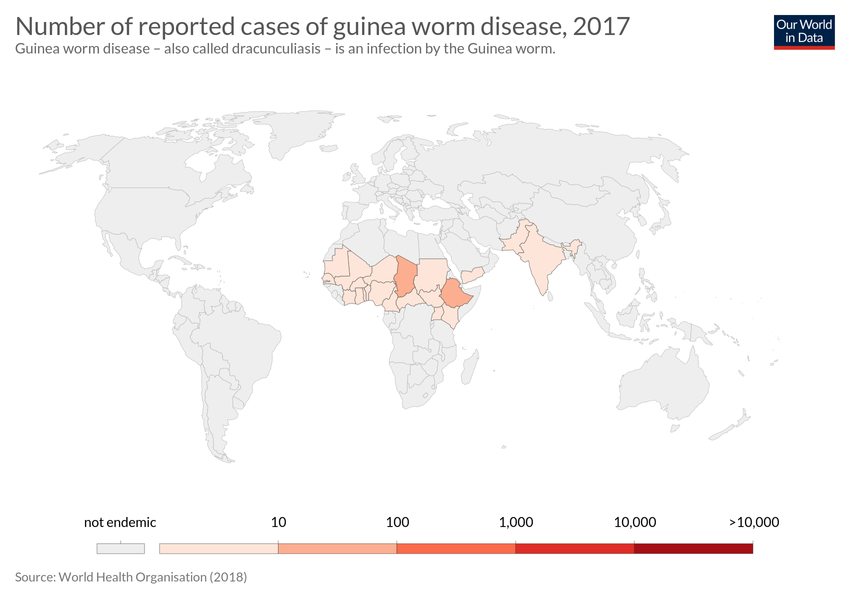 Number of reported cases of guinea worm disease, 2017
Guinea worm disease – also called dracunculiasis – is an infection by the Guinea worm.
Our World
in Data
not endemic
10
100
1,000
10,000
>10,000
Source: World Health Organisation (2018)